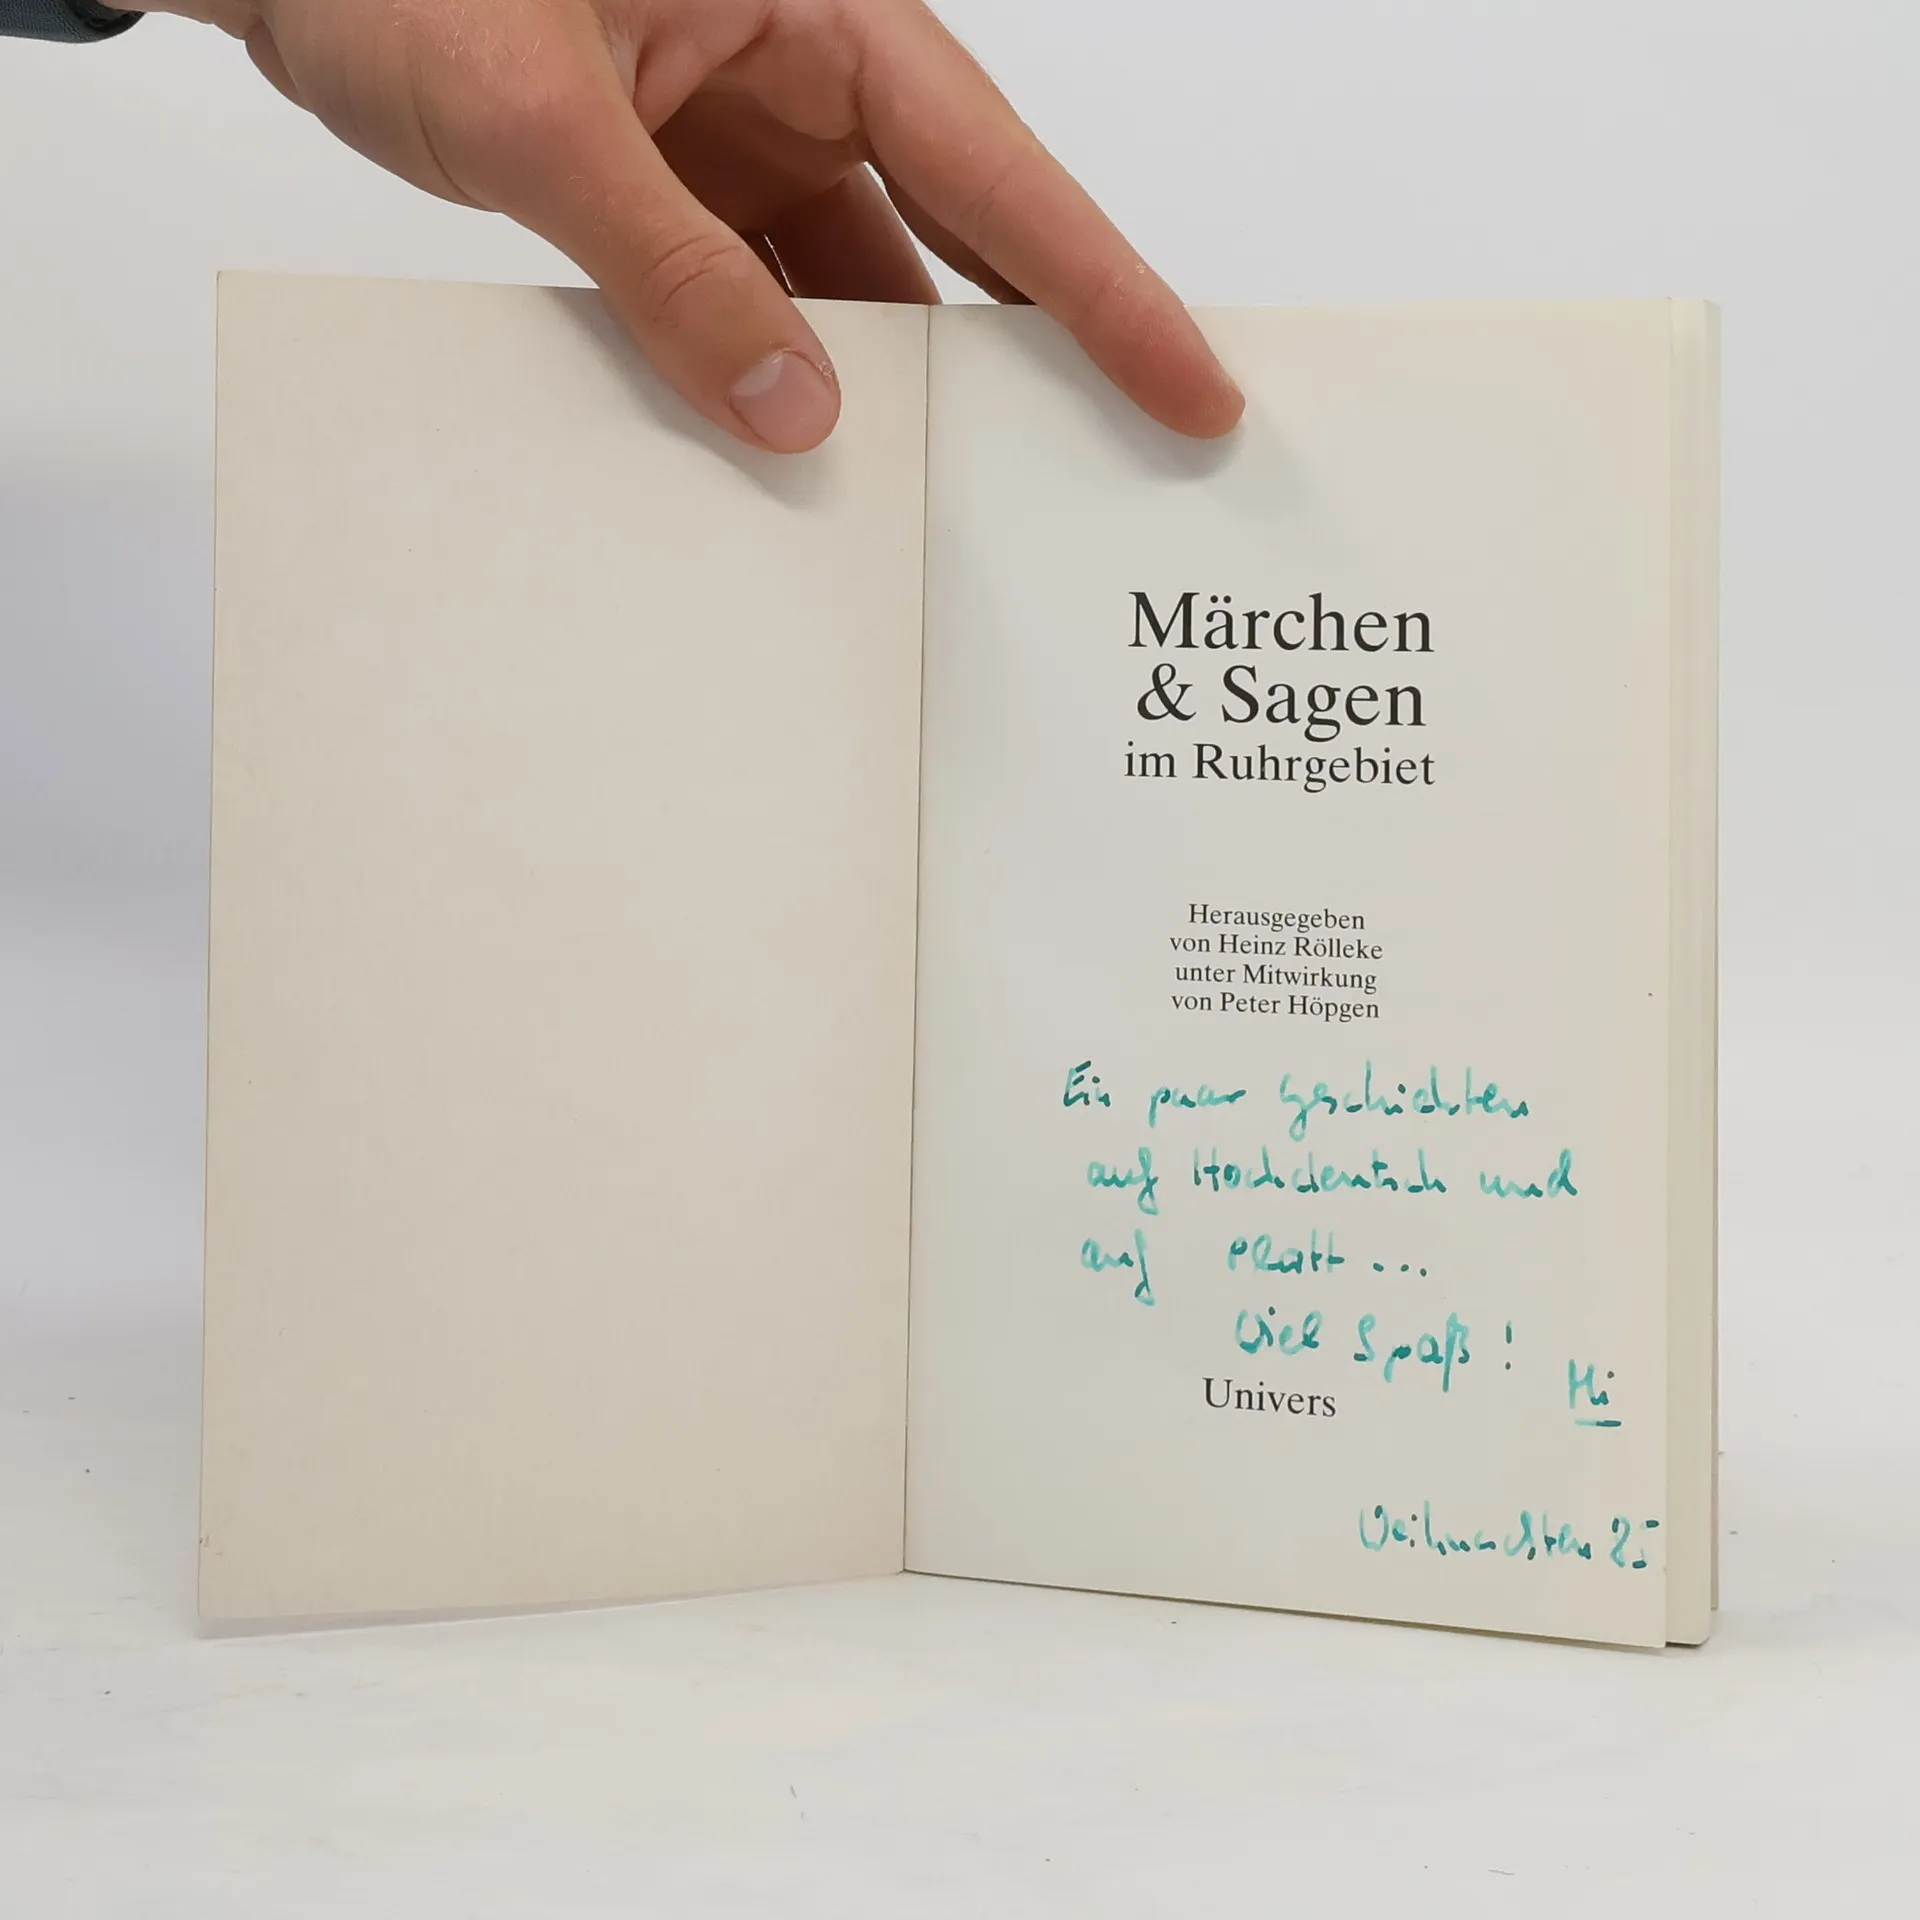 Märchen
& Sagen
im Ruhrgebiet
Herausgegeben
von Heinz Rölleke
unter Mitwirkung
von Peter Höpgen
Ein paar Geschichten
auf Hochdeutsch und
auf Platt ...
Viel Spaß!
Mi
Univers
Weihnachten